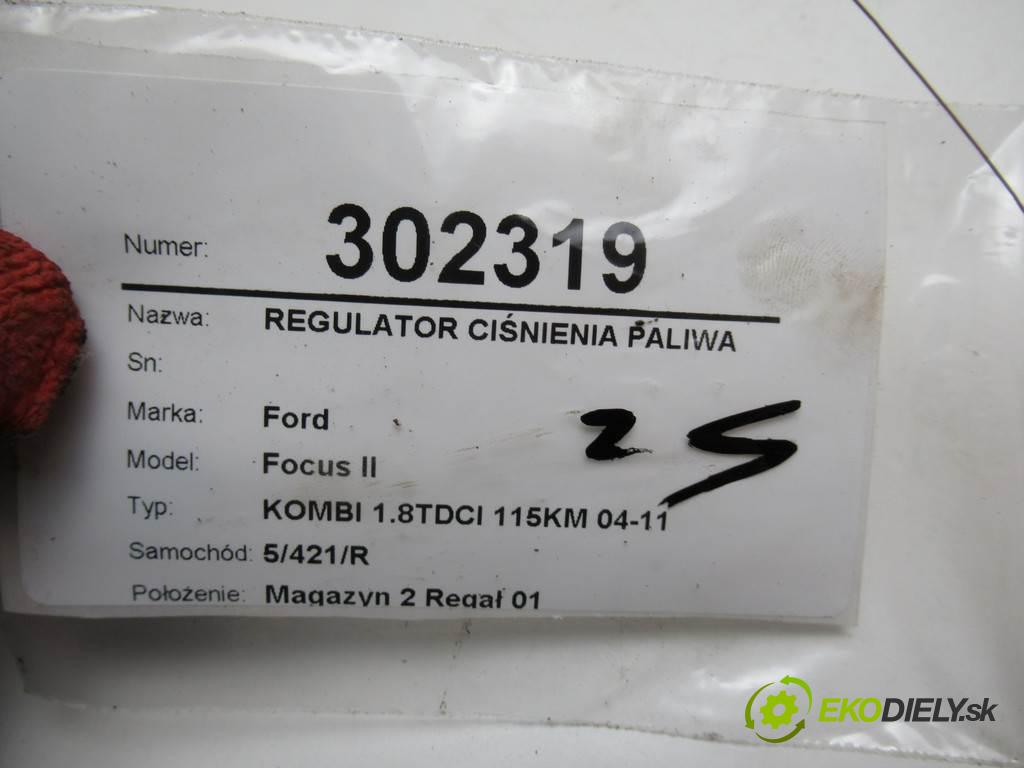 Numer: 302319
Nazwa: REGULATOR CIŚNIENIA PALIWA
Sn:
Marka: Ford
Model: Focus II
Typ: KOMBI 1.8TDCI 115KM 04-11
Samochód: 5/421/R
Położenie: Magazyn 2 Regał 01
25
EKODIELY.sk